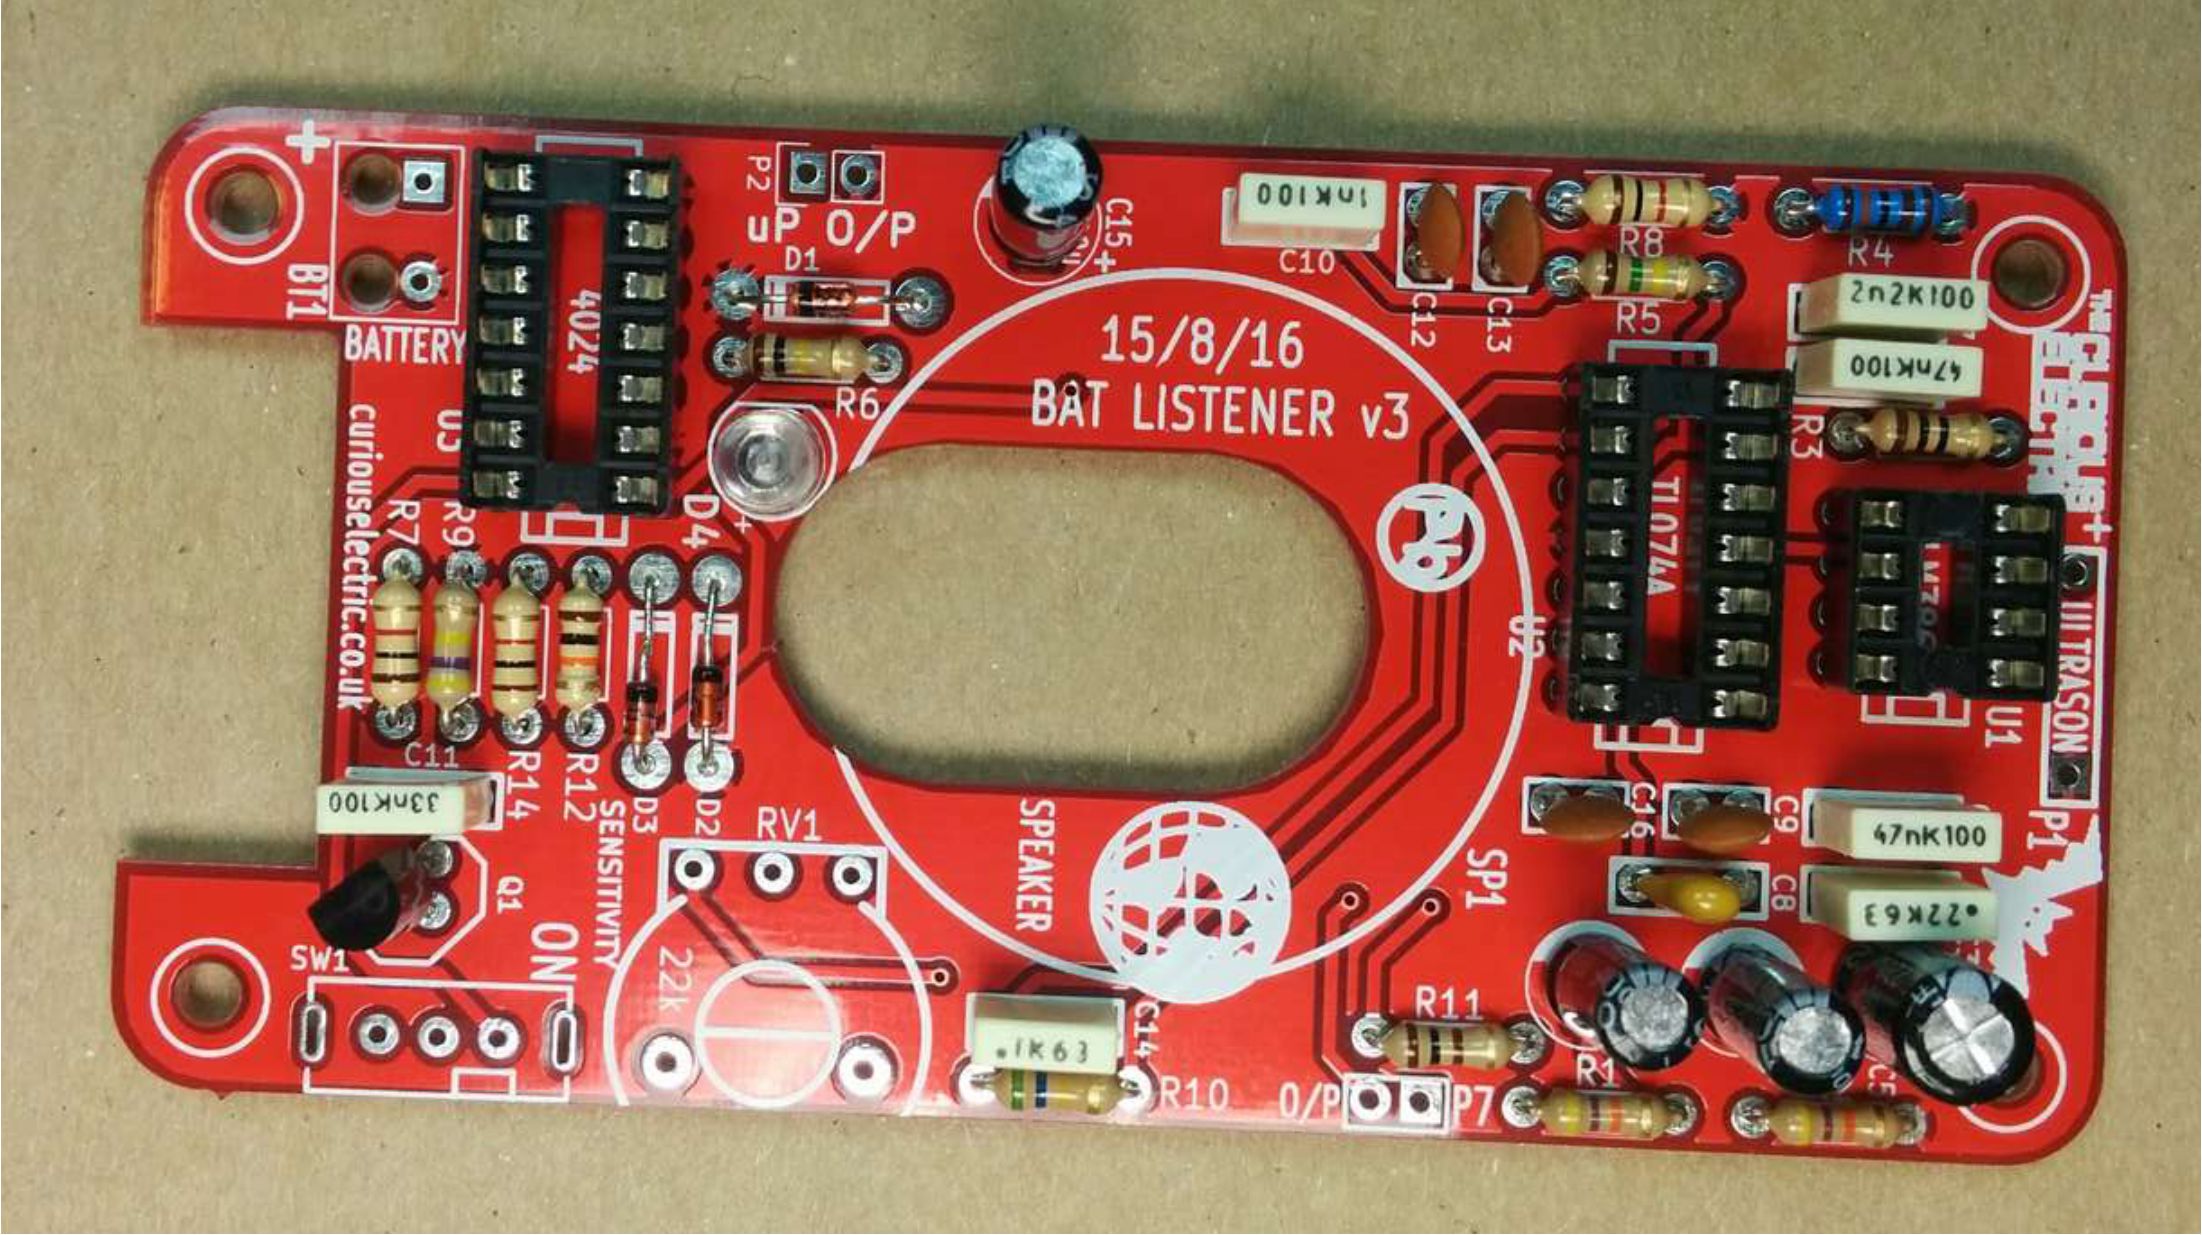 +
P2
uP O/P
D1
C15
+
1nK100
C10
C12
C13
R8
R4
R5
2n2K100
47nK100
R3
BT1
BATTERY
4024
R6
15/8/16
BAT LISTENER v3
curiouselectric.co.uk
R7
R9
D4
+
Pb
TL074A
U2
U1
C11
R14
R12
33nK100
SENSITIVITY
D3
D2
RV1
SPEAKER
SP1
C16
C9
47nK100
P1
C8
.22K63
Q1
SW1
ON
22k
C14
.1K63
R10
R11
O/P
P7
R1
C5